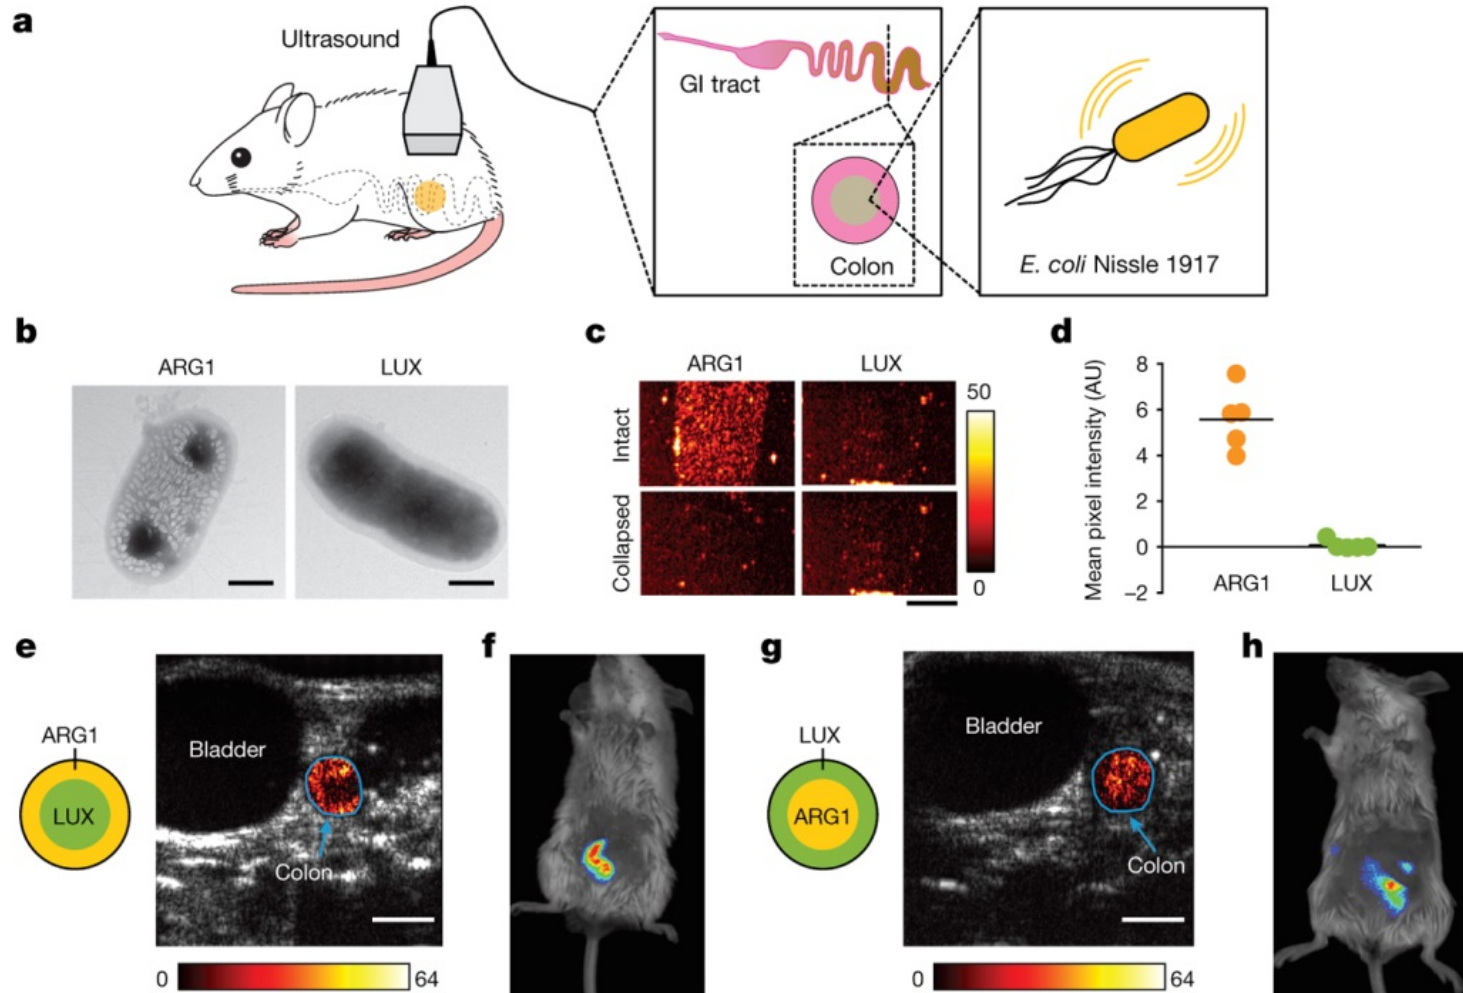 a
Ultrasound
GI tract
Colon
E. coli Nissle 1917
b
ARG1
LUX
c
ARG1
LUX
Intact
Collapsed
50
0
d
Mean pixel intensity (AU)
8
6
4
2
0
−2
ARG1
LUX
e
ARG1
LUX
Bladder
Colon
0
64
f
g
LUX
ARG1
Bladder
Colon
0
64
h